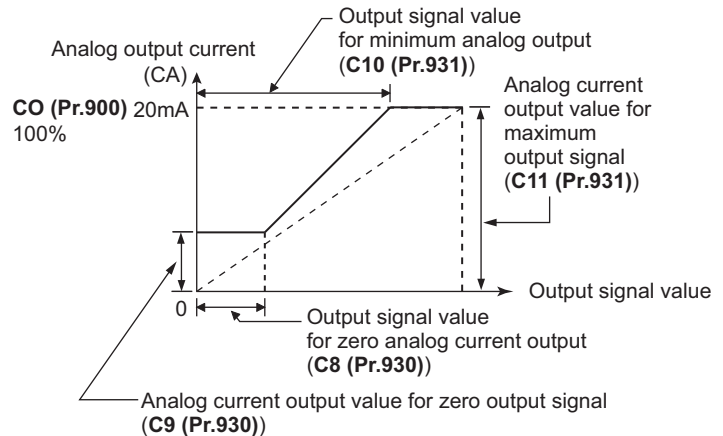 Output signal value
for minimum analog output
(C10 (Pr.931))
Analog output current
(CA)
CO (Pr.900) 20mA
100%
Analog current
output value for
maximum
output signal
(C11 (Pr.931))
0
Output signal value
Output signal value
for zero analog current output
(C8 (Pr.930))
Analog current output value for zero output signal
(C9 (Pr.930))